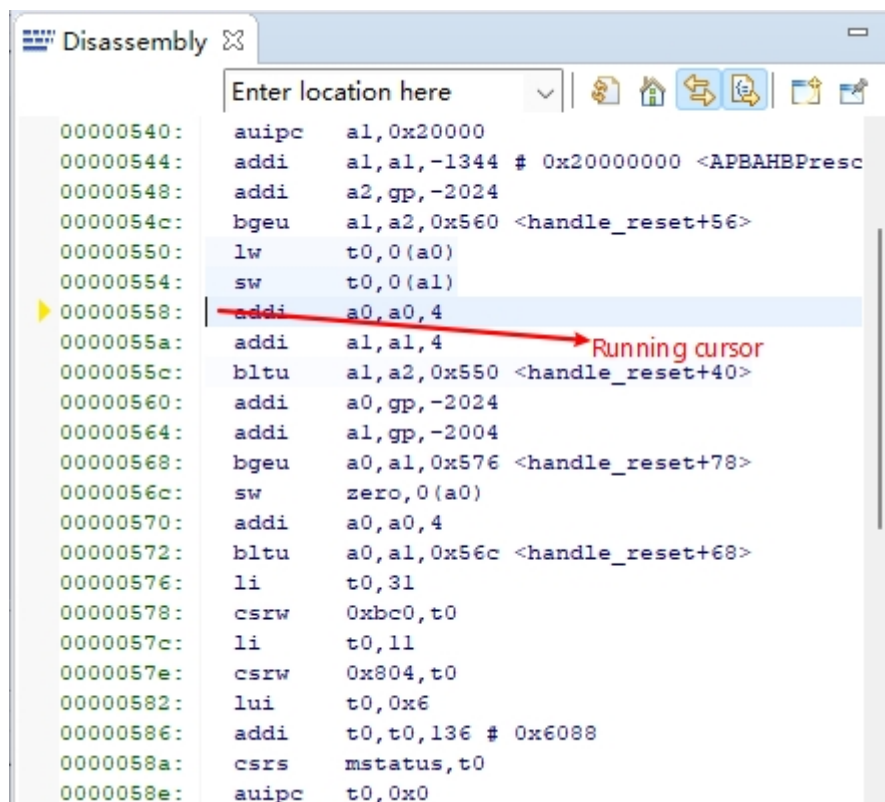 Disassembly
Enter location here
00000540: auipc a1,0x20000
00000544: addi a1,a1,-1344 # 0x20000000 <APBAHBPresc
00000548: addi a2,gp,-2024
0000054c: bgeu a1,a2,0x560 <handle_reset+56>
00000550: lw t0,0(a0)
00000554: sw t0,0(a1)
00000558: addi a0,a0,4
0000055a: addi a1,a1,4
Running cursor
0000055c: bltu a1,a2,0x550 <handle_reset+40>
00000560: addi a0,gp,-2024
00000564: addi a1,gp,-2004
00000568: bgeu a0,a1,0x576 <handle_reset+78>
0000056c: sw zero,0(a0)
00000570: addi a0,a0,4
00000572: bltu a0,a1,0x56c <handle_reset+68>
00000576: li t0,31
00000578: csrw 0xbc0,t0
0000057c: li t0,11
0000057e: csrw 0x804,t0
00000582: lui t0,0x6
00000586: addi t0,t0,136 # 0x6088
0000058a: csrs mstatus,t0
0000058e: auipc t0,0x0